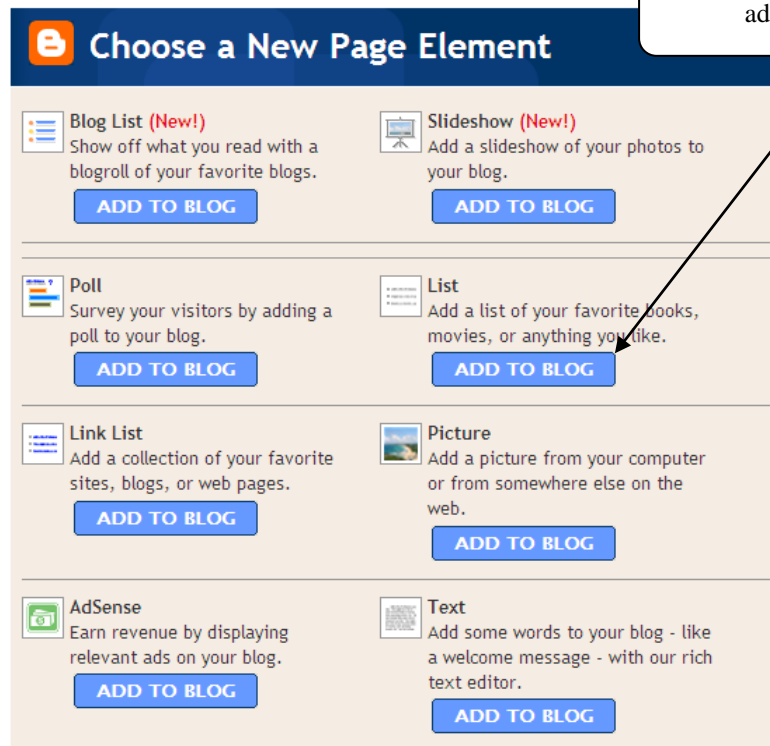 ad
Choose a New Page Element
Blog List (New!)
Show off what you read with a
blogroll of your favorite blogs.
ADD TO BLOG
Slideshow (New!)
Add a slideshow of your photos to
your blog.
ADD TO BLOG
Poll
Survey your visitors by adding a
poll to your blog.
ADD TO BLOG
List
Add a list of your favorite books,
movies, or anything you like.
ADD TO BLOG
Link List
Add a collection of your favorite
sites, blogs, or web pages.
ADD TO BLOG
Picture
Add a picture from your computer
or from somewhere else on the
web.
ADD TO BLOG
AdSense
Earn revenue by displaying
relevant ads on your blog.
ADD TO BLOG
Text
Add some words to your blog - like
a welcome message - with our rich
text editor.
ADD TO BLOG